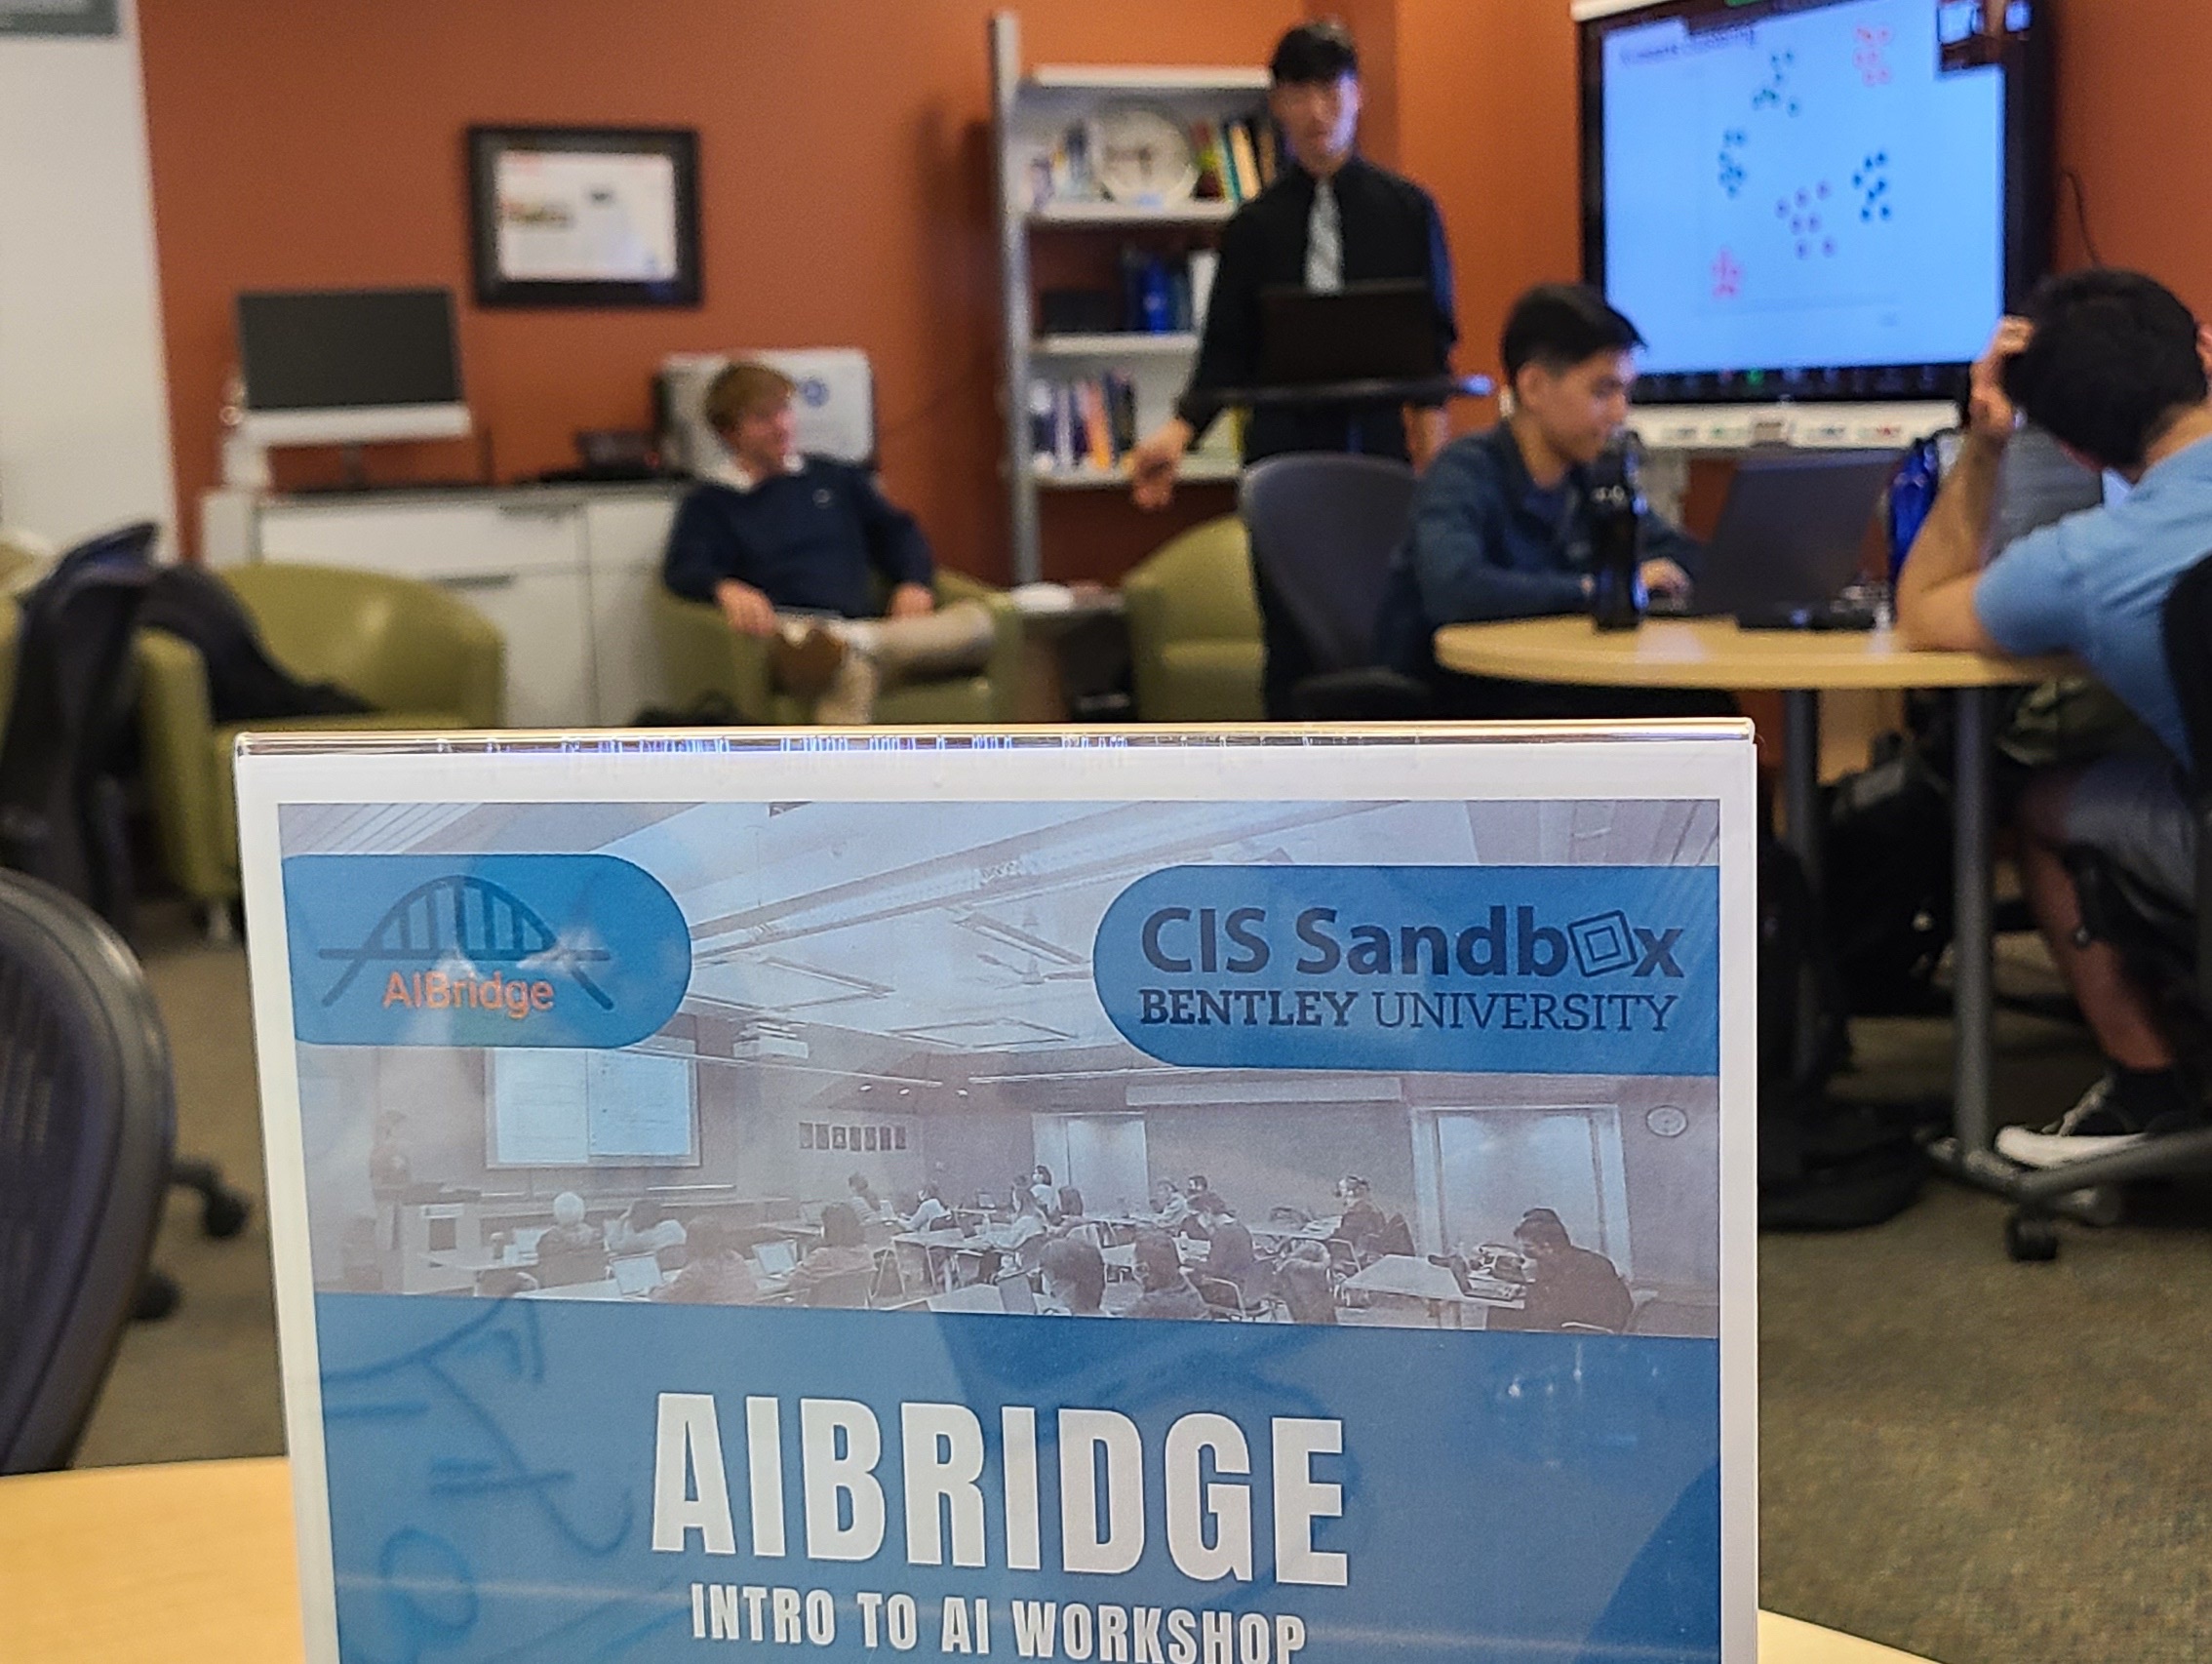 AIBridge
CIS Sandbox
BENTLEY UNIVERSITY
AIBRIDGE
INTRO TO AI WORKSHOP